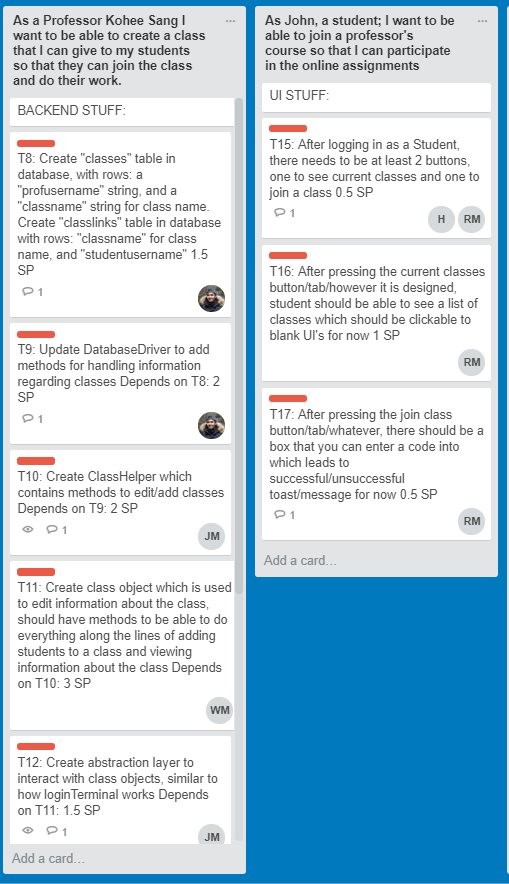 As a Professor Kohee Sang I
want to be able to create a class
that I can give to my students
so that they can join the class
and do their work.
BACKEND STUFF:
T8: Create "classes" table in
database, with rows: a
"profusername" string, and a
"classname" string for class name.
Create "classlinks" table in database
with rows: "classname" for class
name, and "studentusername" 1.5
SP
1
T9: Update DatabaseDriver to add
methods for handling information
regarding classes Depends on T8: 2
SP
1
T10: Create ClassHelper which
contains methods to edit/add classes
Depends on T9: 2 SP
1
JM
T11: Create class object which is used
to edit information about the class,
should have methods to be able to do
everything along the lines of adding
students to a class and viewing
information about the class Depends
on T10: 3 SP
WM
T12: Create abstraction layer to
interact with class objects, similar to
how loginTerminal works Depends
on T11: 1.5 SP
1
JM
Add a card...
As John, a student; I want to be
able to join a professor's
course so that I can participate
in the online assignments
UI STUFF:
T15: After logging in as a Student,
there needs to be at least 2 buttons,
one to see current classes and one to
join a class 0.5 SP
1
H RM
T16: After pressing the current classes
button/tab/however it is designed,
student should be able to see a list of
classes which should be clickable to
blank UI's for now 1 SP
RM
T17: After pressing the join class
button/tab/whatever, there should be a
box that you can enter a code into
which leads to
successful/unsuccessful
toast/message for now 0.5 SP
1
RM
Add a card...